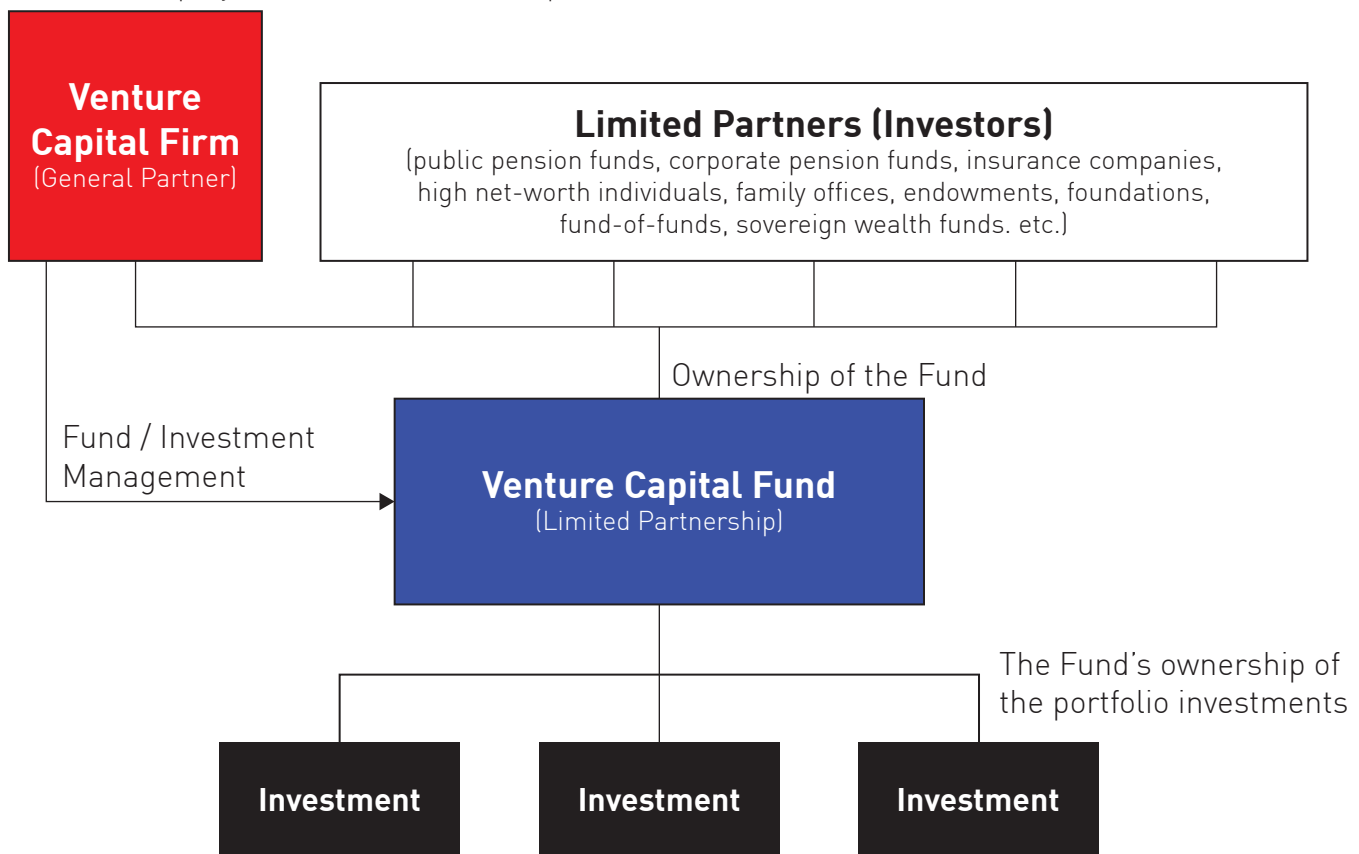 Venture
Capital Firm
(General Partner)
Limited Partners (Investors)
(public pension funds, corporate pension funds, insurance companies,
high net-worth individuals, family offices, endowments, foundations,
fund-of-funds, sovereign wealth funds. etc.)
Ownership of the Fund
Fund / Investment
Management
Venture Capital Fund
(Limited Partnership)
The Fund’s ownership of
the portfolio investments
Investment
Investment
Investment